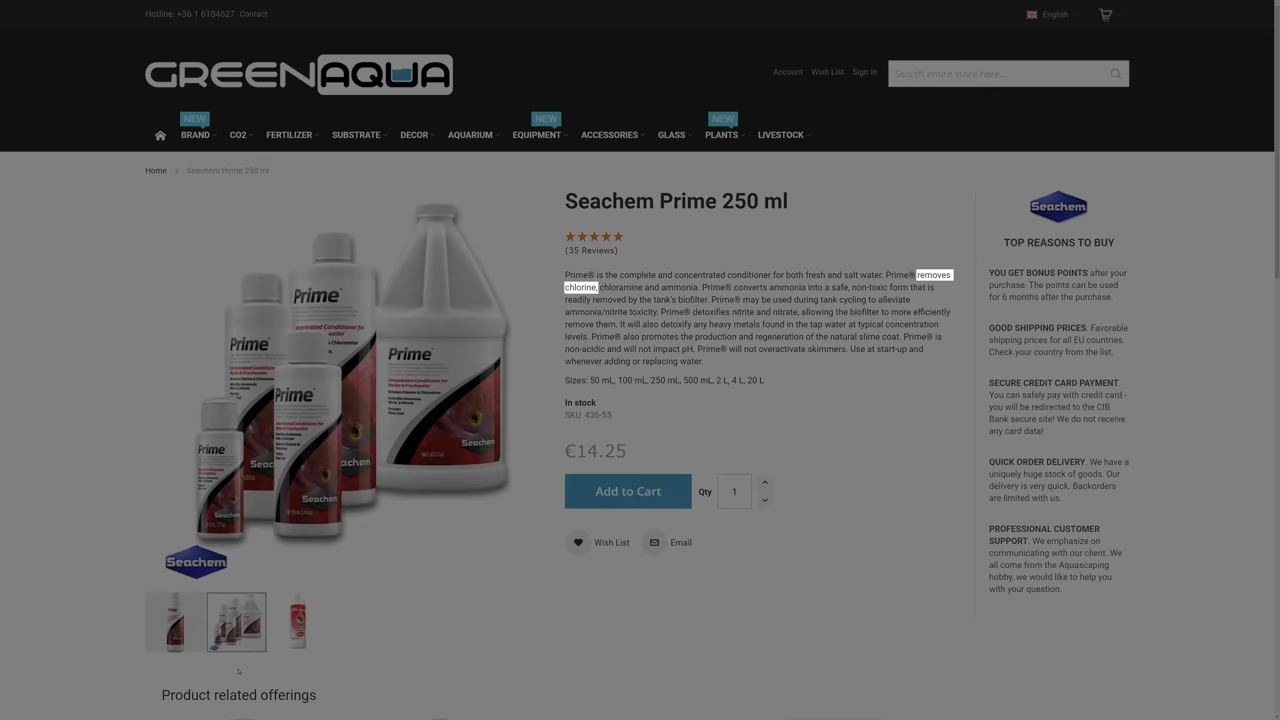 Hotline: +36 1 6104627 Contact
English
GREENAQUA
Account Wish List Sign In
Search entire store here...
NEW NEW NEW
BRAND CO2 FERTILIZER SUBSTRATE DECOR AQUARIUM EQUIPMENT ACCESSORIES GLASS PLANTS LIVESTOCK
Home > Seachem Prime 250 ml
Seachem Prime 250 ml
(35 Reviews)
Prime® is the complete and concentrated conditioner for both fresh and salt water. Prime® removes
chlorine, chloramine and ammonia. Prime® converts ammonia into a safe, non-toxic form that is
readily removed by the tank's biofilter. Prime® may be used during tank cycling to alleviate
ammonia/nitrite toxicity. Prime® detoxifies nitrite and nitrate, allowing the biofilter to more efficiently
remove them. It will also detoxify any heavy metals found in the tap water at typical concentration
levels. Prime® also promotes the production and regeneration of the natural slime coat. Prime® is
non-acidic and will not impact pH. Prime® will not overactivate skimmers. Use at start-up and
whenever adding or replacing water.
Sizes: 50 mL, 100 mL, 250 mL, 500 mL, 2 L, 4 L, 20 L
In stock
SKU 436-55
€14.25
Add to Cart
Qty
1
Wish List
Email
Seachem
TOP REASONS TO BUY
YOU GET BONUS POINTS after your
purchase. The points can be used
for 6 months after the purchase.
GOOD SHIPPING PRICES. Favorable
shipping prices for all EU countries.
Check your country from the list.
SECURE CREDIT CARD PAYMENT.
You can safely pay with credit card -
you will be redirected to the CIB
Bank secure site! We do not receive
any card data!
QUICK ORDER DELIVERY. We have a
uniquely huge stock of goods. Our
delivery is very quick. Backorders
are limited with us.
PROFESSIONAL CUSTOMER
SUPPORT. We emphasize on
communicating with our client. We
all come from the Aquascaping
hobby, we would like to help you
with your question.
Prime
Prime
Prime
Prime
Prime
Seachem
Seachem
Seachem
Seachem
Product related offerings